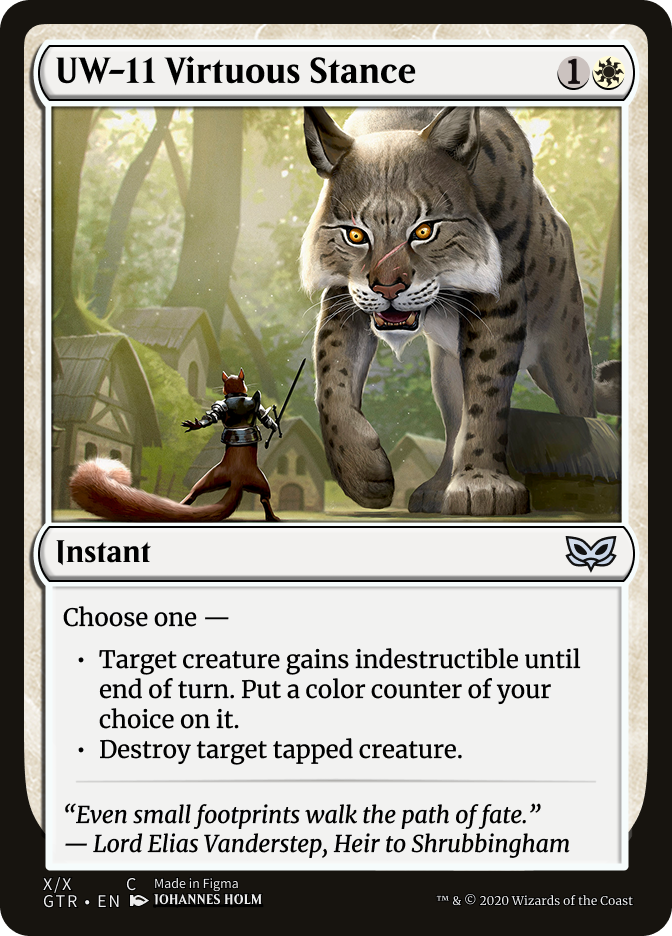 UW-11 Virtuous Stance 1
Instant
Choose one —
• Target creature gains indestructible until
end of turn. Put a color counter of your
choice on it.
• Destroy target tapped creature.
“Even small footprints walk the path of fate.”
— Lord Elias Vanderstep, Heir to Shrubbingham
X/X C Made in Figma
GTR • EN JOHANNES HOLM ™ & © 2020 Wizards of the Coast